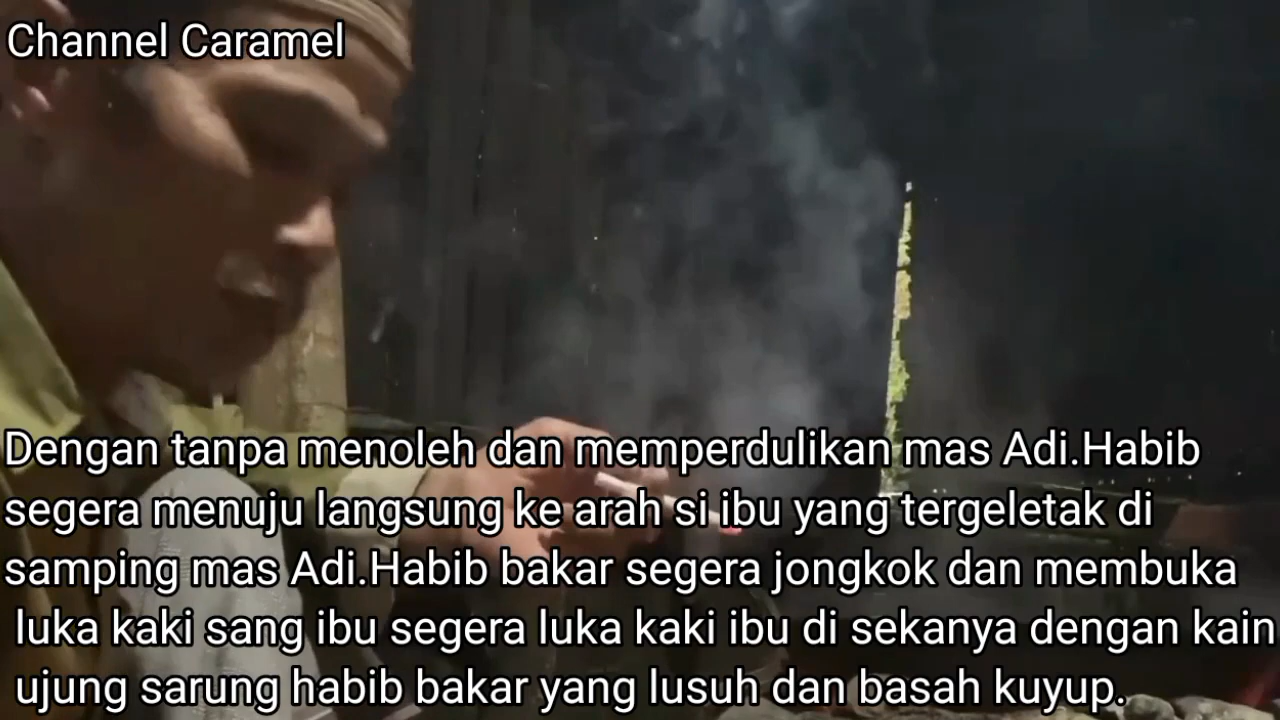 Channel Caramel
Dengan tanpa menoleh dan memperdulikan mas Adi.Habib
segera menuju langsung ke arah si ibu yang tergeletak di
samping mas Adi.Habib bakar segera jongkok dan membuka
luka kaki sang ibu segera luka kaki ibu di sekanya dengan kain
ujung sarung habib bakar yang lusuh dan basah kuyup.